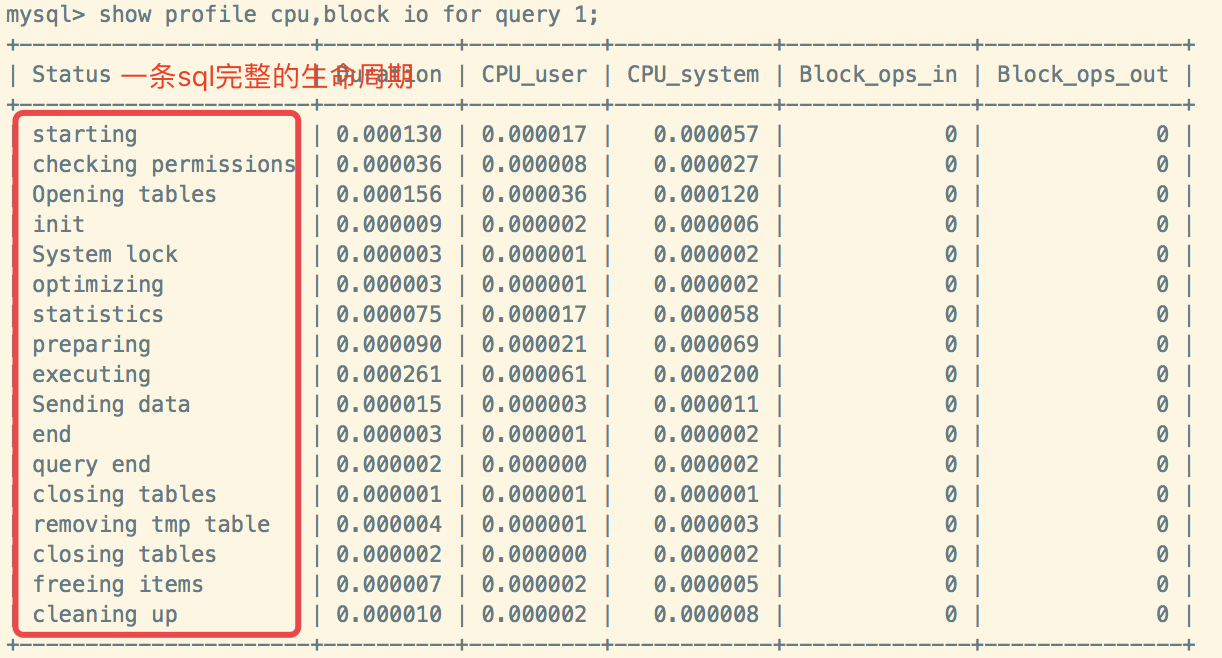 mysql> show profile cpu,block io for query 1;
+----------------------+----------+----------+------------+--------------+---------------+
| Status 一条sql完整的生命周期 | Duration | CPU_user | CPU_system | Block_ops_in | Block_ops_out |
+----------------------+----------+----------+------------+--------------+---------------+
| starting | 0.000130 | 0.000017 | 0.000057 | 0 | 0 |
| checking permissions | 0.000036 | 0.000008 | 0.000027 | 0 | 0 |
| Opening tables | 0.000156 | 0.000036 | 0.000120 | 0 | 0 |
| init | 0.000009 | 0.000002 | 0.000006 | 0 | 0 |
| System lock | 0.000003 | 0.000001 | 0.000002 | 0 | 0 |
| optimizing | 0.000003 | 0.000001 | 0.000002 | 0 | 0 |
| statistics | 0.000075 | 0.000017 | 0.000058 | 0 | 0 |
| preparing | 0.000090 | 0.000021 | 0.000069 | 0 | 0 |
| executing | 0.000261 | 0.000061 | 0.000200 | 0 | 0 |
| Sending data | 0.000015 | 0.000003 | 0.000011 | 0 | 0 |
| end | 0.000003 | 0.000001 | 0.000002 | 0 | 0 |
| query end | 0.000002 | 0.000000 | 0.000002 | 0 | 0 |
| closing tables | 0.000001 | 0.000001 | 0.000001 | 0 | 0 |
| removing tmp table | 0.000004 | 0.000001 | 0.000003 | 0 | 0 |
| closing tables | 0.000002 | 0.000000 | 0.000002 | 0 | 0 |
| freeing items | 0.000007 | 0.000002 | 0.000005 | 0 | 0 |
| cleaning up | 0.000010 | 0.000002 | 0.000008 | 0 | 0 |
+----------------------+----------+----------+------------+--------------+---------------+